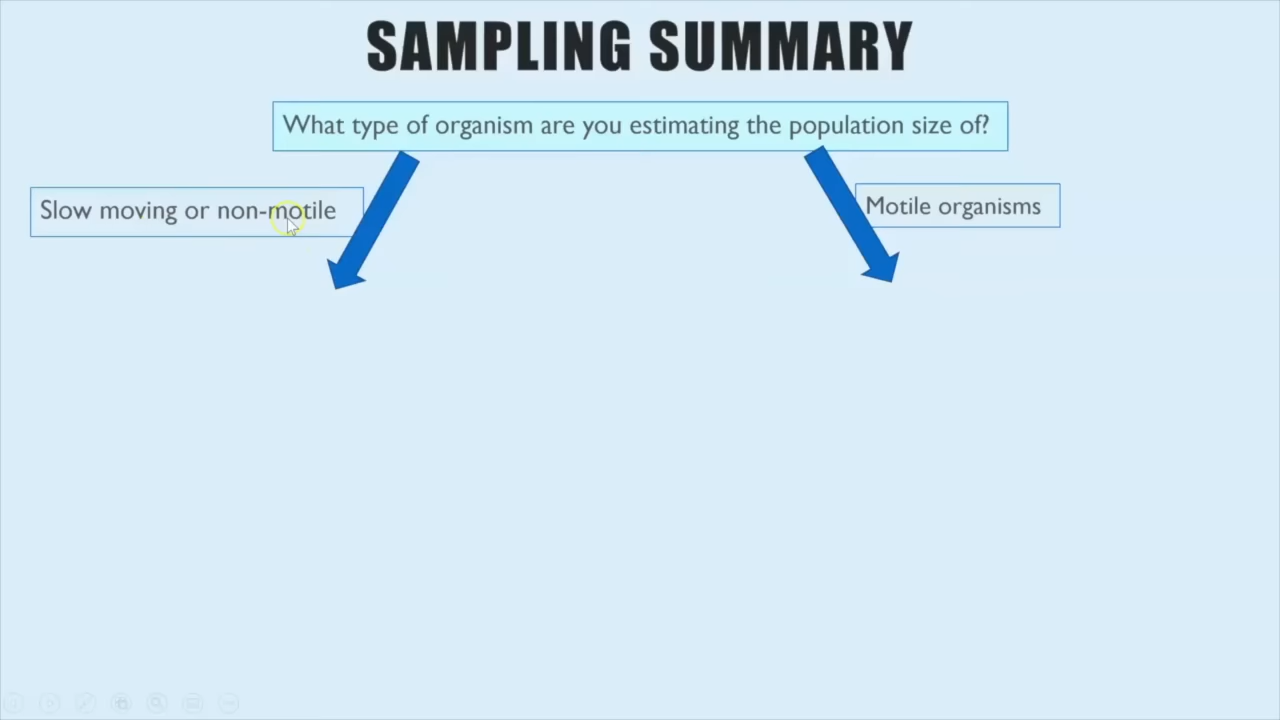 SAMPLING SUMMARY
What type of organism are you estimating the population size of?
Slow moving or non-motile
Motile organisms